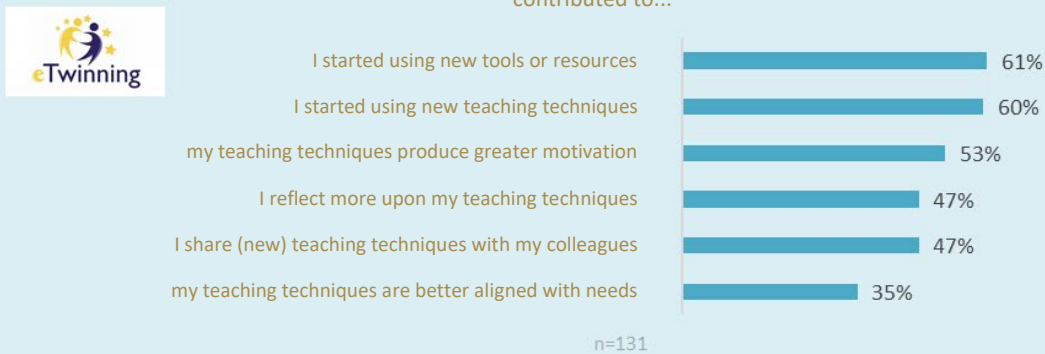 contributed to...
eTwinning
I started using new tools or resources 61%
I started using new teaching techniques 60%
my teaching techniques produce greater motivation 53%
I reflect more upon my teaching techniques 47%
I share (new) teaching techniques with my colleagues 47%
my teaching techniques are better aligned with needs 35%
n=131